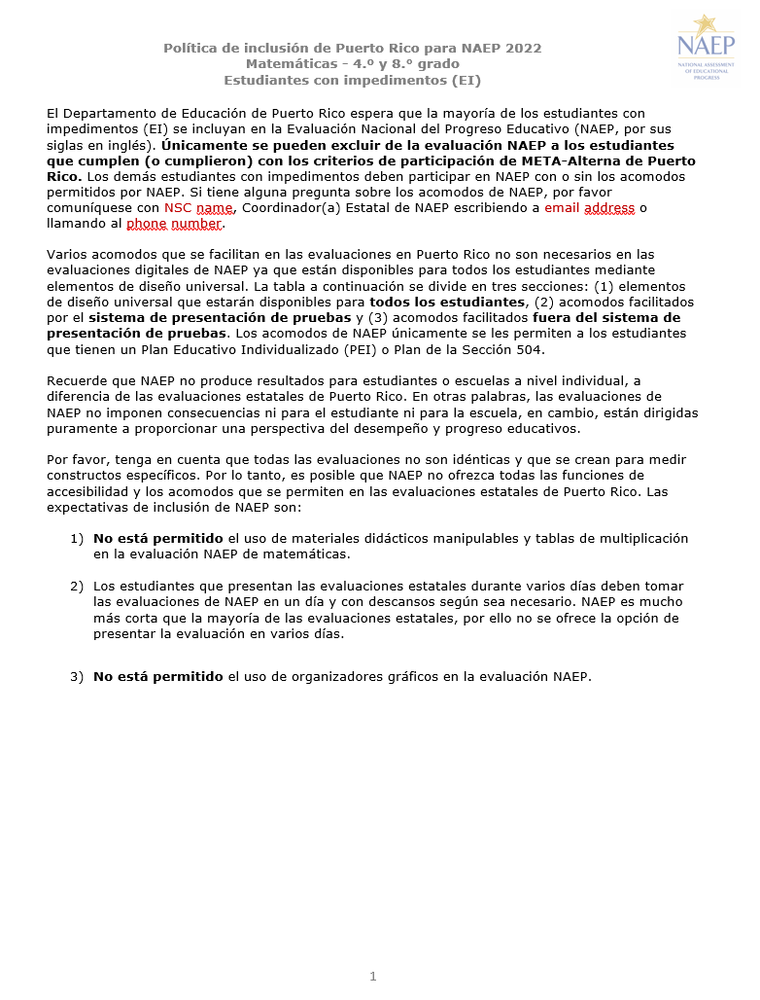 Política de inclusión de Puerto Rico para NAEP 2022
Matemáticas - 4.º y 8.° grado
Estudiantes con impedimentos (EI)
NAEP
NATIONAL ASSESSMENT
OF EDUCATIONAL
PROGRESS
El Departamento de Educación de Puerto Rico espera que la mayoría de los estudiantes con
impedimentos (EI) se incluyan en la Evaluación Nacional del Progreso Educativo (NAEP, por sus
siglas en inglés). Únicamente se pueden excluir de la evaluación NAEP a los estudiantes
que cumplen (o cumplieron) con los criterios de participación de META-Alterna de Puerto
Rico. Los demás estudiantes con impedimentos deben participar en NAEP con o sin los acomodos
permitidos por NAEP. Si tiene alguna pregunta sobre los acomodos de NAEP, por favor
comuníquese con NSC name, Coordinador(a) Estatal de NAEP escribiendo a email address o
llamando al phone number.
Varios acomodos que se facilitan en las evaluaciones en Puerto Rico no son necesarios en las
evaluaciones digitales de NAEP ya que están disponibles para todos los estudiantes mediante
elementos de diseño universal. La tabla a continuación se divide en tres secciones: (1) elementos
de diseño universal que estarán disponibles para todos los estudiantes, (2) acomodos facilitados
por el sistema de presentación de pruebas y (3) acomodos facilitados fuera del sistema de
presentación de pruebas. Los acomodos de NAEP únicamente se les permiten a los estudiantes
que tienen un Plan Educativo Individualizado (PEI) o Plan de la Sección 504.
Recuerde que NAEP no produce resultados para estudiantes o escuelas a nivel individual, a
diferencia de las evaluaciones estatales de Puerto Rico. En otras palabras, las evaluaciones de
NAEP no imponen consecuencias ni para el estudiante ni para la escuela, en cambio, están dirigidas
puramente a proporcionar una perspectiva del desempeño y progreso educativos.
Por favor, tenga en cuenta que todas las evaluaciones no son idénticas y que se crean para medir
constructos específicos. Por lo tanto, es posible que NAEP no ofrezca todas las funciones de
accesibilidad y los acomodos que se permiten en las evaluaciones estatales de Puerto Rico. Las
expectativas de inclusión de NAEP son:
1) No está permitido el uso de materiales didácticos manipulables y tablas de multiplicación
en la evaluación NAEP de matemáticas.
2) Los estudiantes que presentan las evaluaciones estatales durante varios días deben tomar
las evaluaciones de NAEP en un día y con descansos según sea necesario. NAEP es mucho
más corta que la mayoría de las evaluaciones estatales, por ello no se ofrece la opción de
presentar la evaluación en varios días.
3) No está permitido el uso de organizadores gráficos en la evaluación NAEP.
1